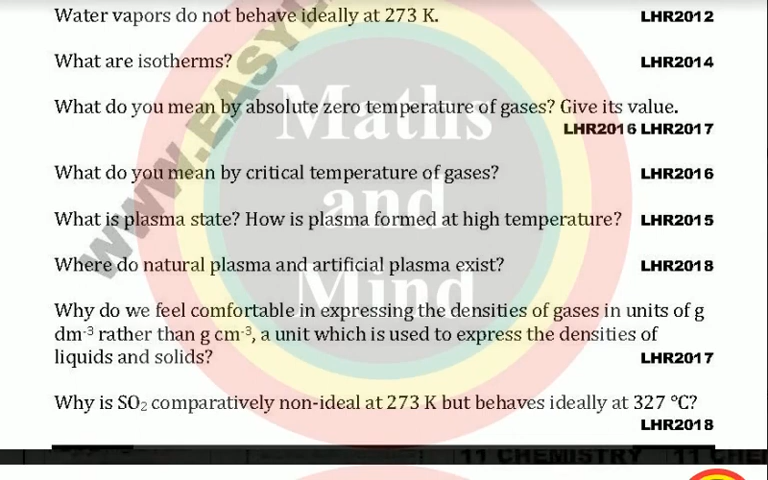 Water vapors do not behave ideally at 273 K. LHR2012
What are isotherms? LHR2014
What do you mean by absolute zero temperature of gases? Give its value.
LHR2016 LHR2017
What do you mean by critical temperature of gases? LHR2016
What is plasma state? How is plasma formed at high temperature? LHR2015
Where do natural plasma and artificial plasma exist? LHR2018
Why do we feel comfortable in expressing the densities of gases in units of g
dm⁻³ rather than g cm⁻³, a unit which is used to express the densities of
liquids and solids? LHR2017
Why is SO₂ comparatively non-ideal at 273 K but behaves ideally at 327 °C?
LHR2018
Maths
and
Mind
11 CHEMISTRY